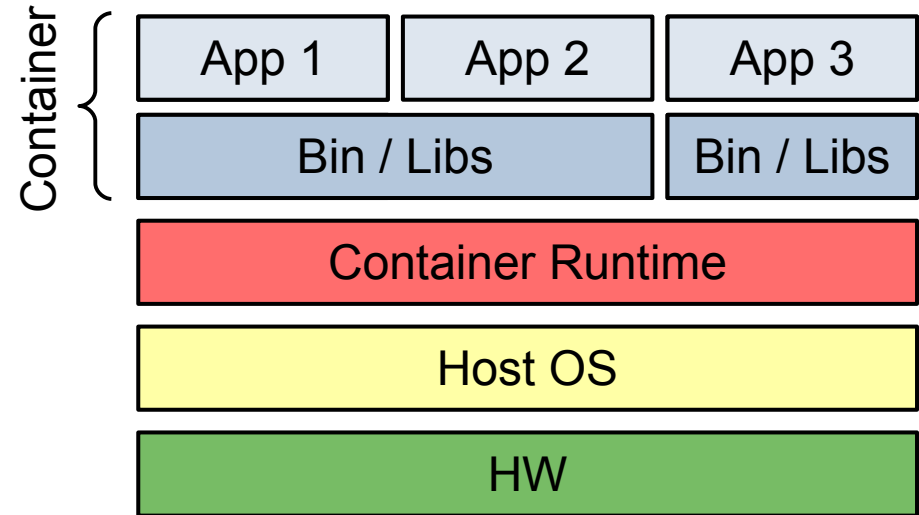 Container
App 1
App 2
App 3
Bin / Libs
Bin / Libs
Container Runtime
Host OS
HW